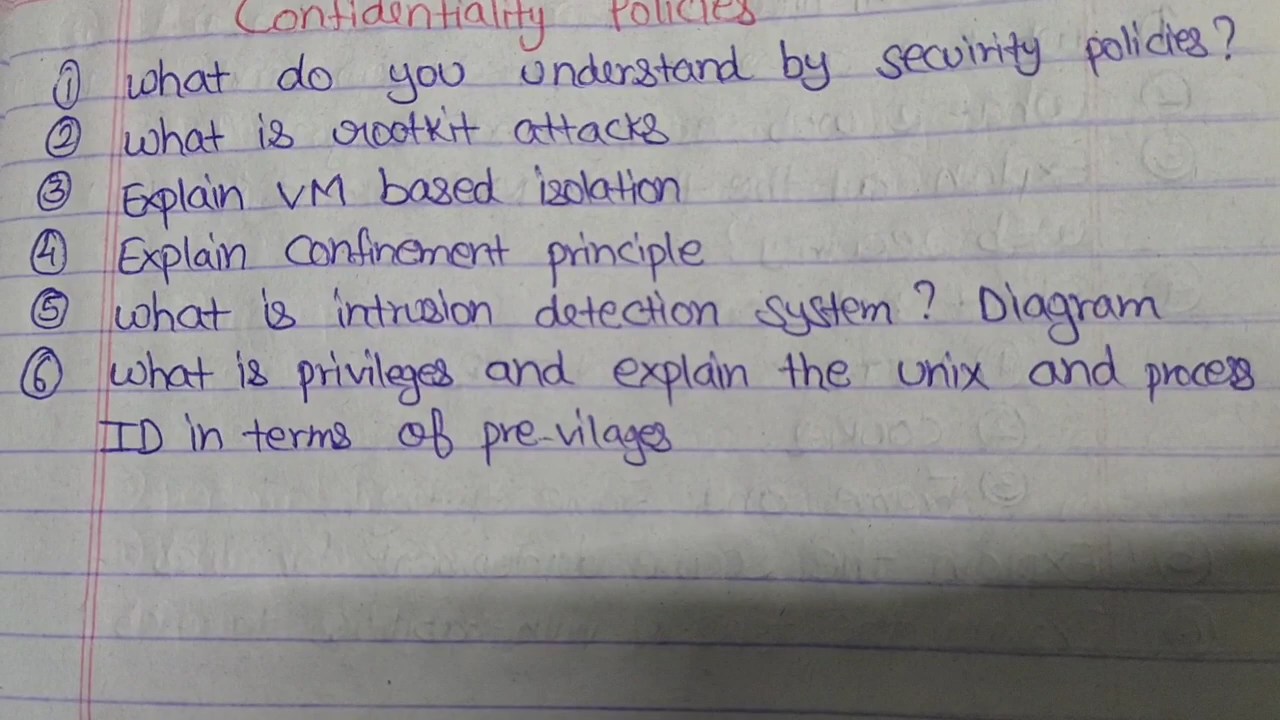 Confidentiality Policies
① what do you understand by secuirity policies?
② what is rootkit attacks
③ Explain VM based isolation
④ Explain confinement principle
⑤ what is intrusion detection system? Diagram
⑥ what is privileges and explain the unix and process
ID in terms of pre-vilages